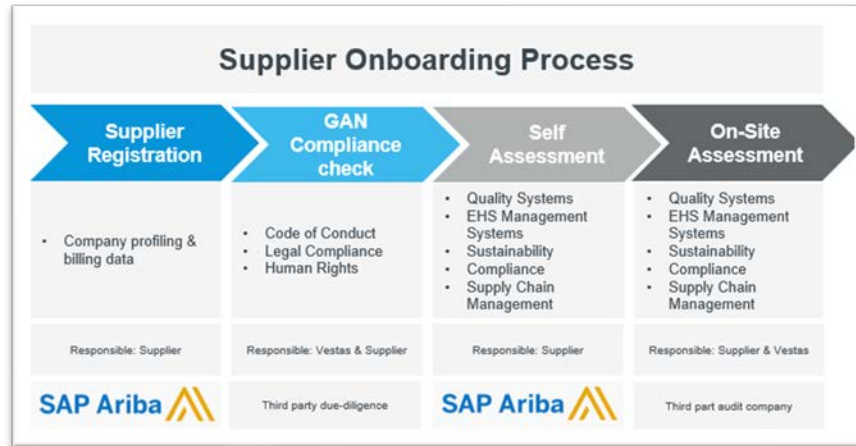 Supplier Onboarding Process
Supplier
Registration
GAN
Compliance
check
Self
Assessment
On-Site
Assessment
• Company profiling &
billing data
• Code of Conduct
• Legal Compliance
• Human Rights
• Quality Systems
• EHS Management
Systems
• Sustainability
• Compliance
• Supply Chain
Management
• Quality Systems
• EHS Management
Systems
• Sustainability
• Compliance
• Supply Chain
Management
Responsible: Supplier
Responsible: Vestas & Supplier
Responsible: Supplier
Responsible: Supplier & Vestas
SAP Ariba
Third party due-diligence
SAP Ariba
Third part audit company